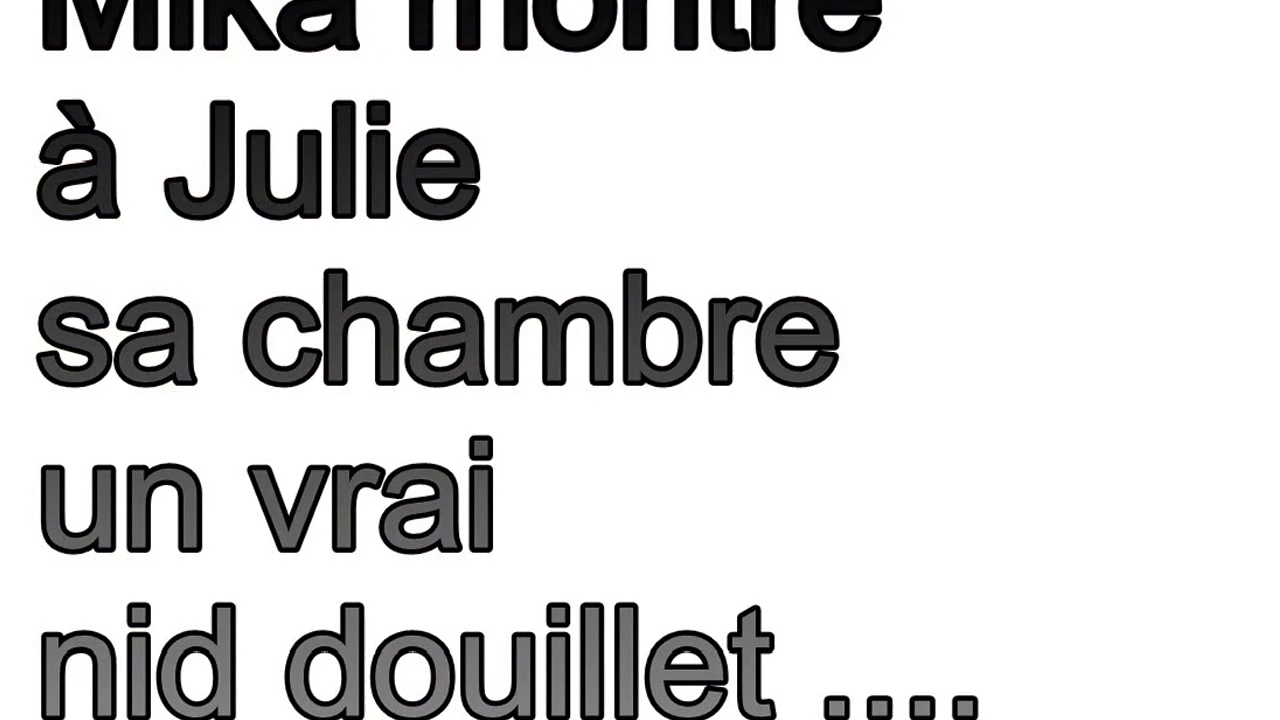 Mika montre
à Julie
sa chambre
un vrai
nid douillet ....